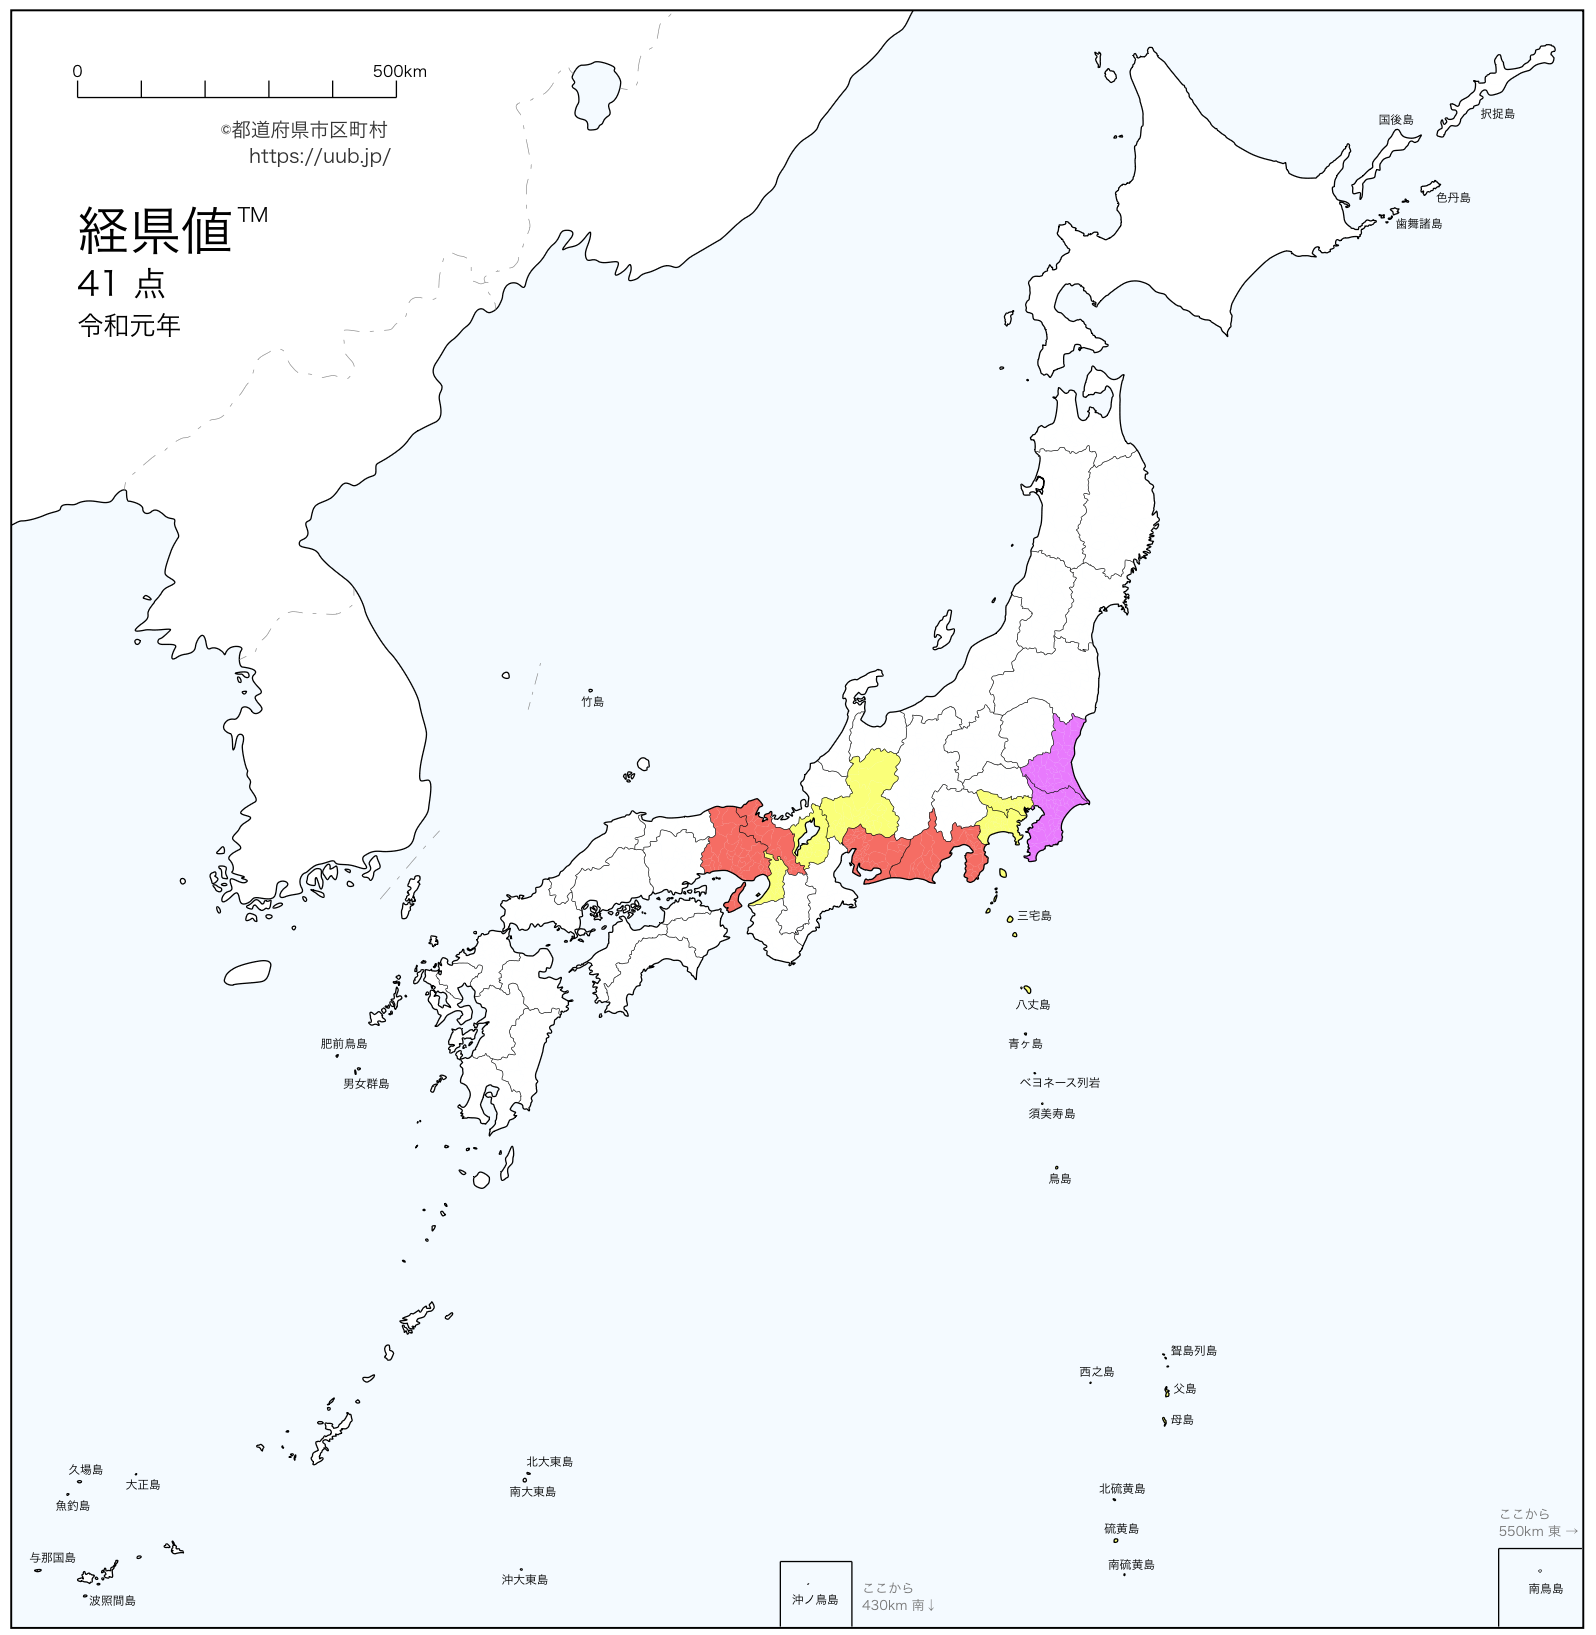 0
500km
©都道府県市区町村
https://uub.jp/
経県値™
41 点
令和元年
国後島
択捉島
色丹島
歯舞諸島
竹島
三宅島
八丈島
青ヶ島
ベヨネース列岩
須美寿島
鳥島
肥前鳥島
男女群島
西之島
聟島列島
父島
母島
久場島
大正島
魚釣島
北大東島
南大東島
北硫黄島
硫黄島
南硫黄島
与那国島
波照間島
沖大東島
沖ノ鳥島
ここから
430km 南↓
ここから
550km 東→
南鳥島